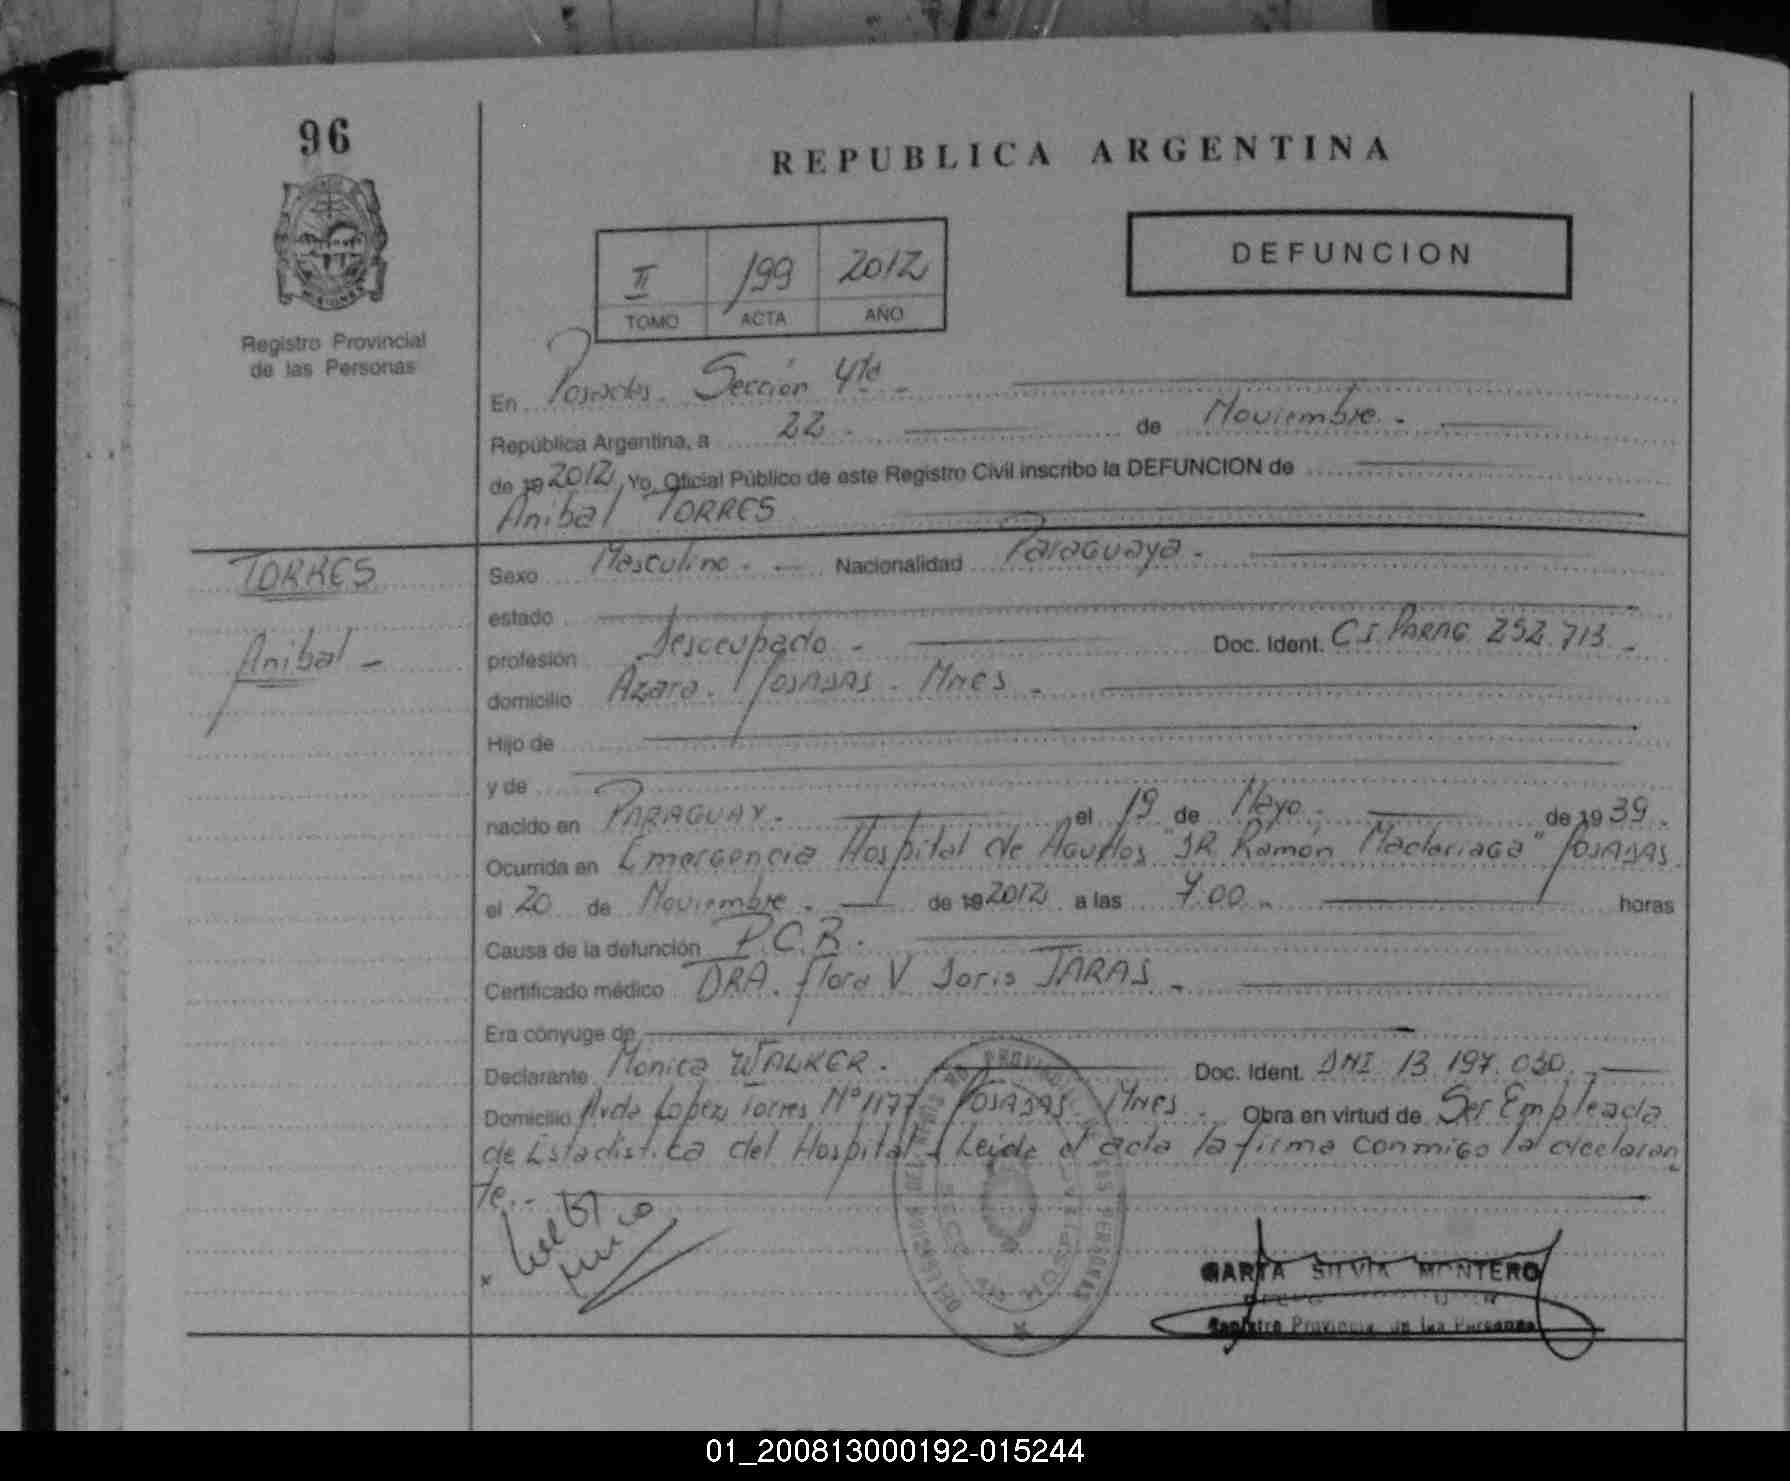 96
REPUBLICA ARGENTINA
II 199 2012
TOMO ACTA AÑO
DEFUNCION
Registro Provincial
de las Personas
En Posadas. Sección 4ta.
República Argentina, a 22. de Noviembre.
de 19 2012, Yo, Oficial Público de este Registro Civil inscribo la DEFUNCION de
Anibal TORRES
TORRES
Anibal
Sexo Masculino. Nacionalidad Paraguaya.
estado
profesión Desocupado. Doc. Ident. C.I. PARAG 252.713.
domicilio Azara. POSADAS. Mnes.
Hijo de
y de
nacido en PARAGUAY. el 19 de Mayo. de 19 39.
Ocurrida en Emergencia Hospital de Agudos "DR Ramón Madariaga" POSADAS.
el 20 de Noviembre. de 19 2012 a las 7.00. horas
Causa de la defunción P.C.R.
Certificado médico DRA. Flora V Doris
Era cónyuge de
Declarante Monica WALKER. Doc. Ident. DNI 13.197.030.
Domicilio Avda Lopez Torres Nº 1177 POSADAS Mnes. Obra en virtud de Ser Empleada
de Estadistica del Hospital. Leida el acta la firma conmigo la declaran
te.-
SILVIA MONTERO
Registro Provincial de las Personas
01_200813000192-015244